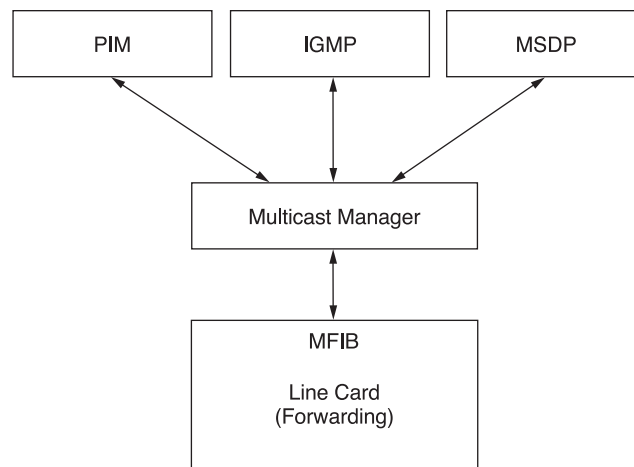 PIM
IGMP
MSDP
Multicast Manager
MFIB
Line Card
(Forwarding)